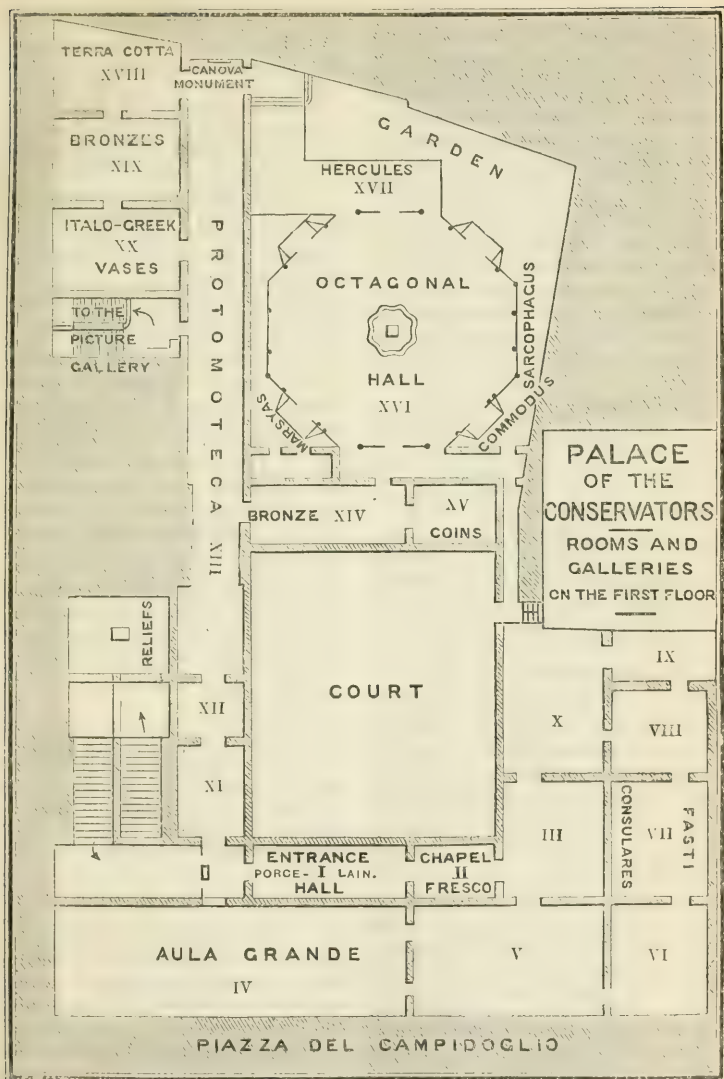 TERRA COTTA
XVIII
CANOVA
MONUMENT
GARDEN
BRONZES
XIX
HERCULES
XVII
ITALO-GREEK
XX
VASES
PROTOMOTECA XIII
OCTAGONAL
HALL
XVI
SARCOPHAGUS
COMMODUS
MARSYAS
TO THE
PICTURE
GALLERY
PALACE
OF THE
CONSERVATORS
ROOMS AND
GALLERIES
ON THE FIRST FLOOR
BRONZE XIV
XV
COINS
RELIEFS
COURT
IX
X
VIII
XII
XI
III
CONSULARES
VII
FASTI
ENTRANCE
PORCE- I LAIN.
HALL
CHAPEL
II
FRESCO
AULA GRANDE
IV
V
VI
PIAZZA DEL CAMPIDOGLIO